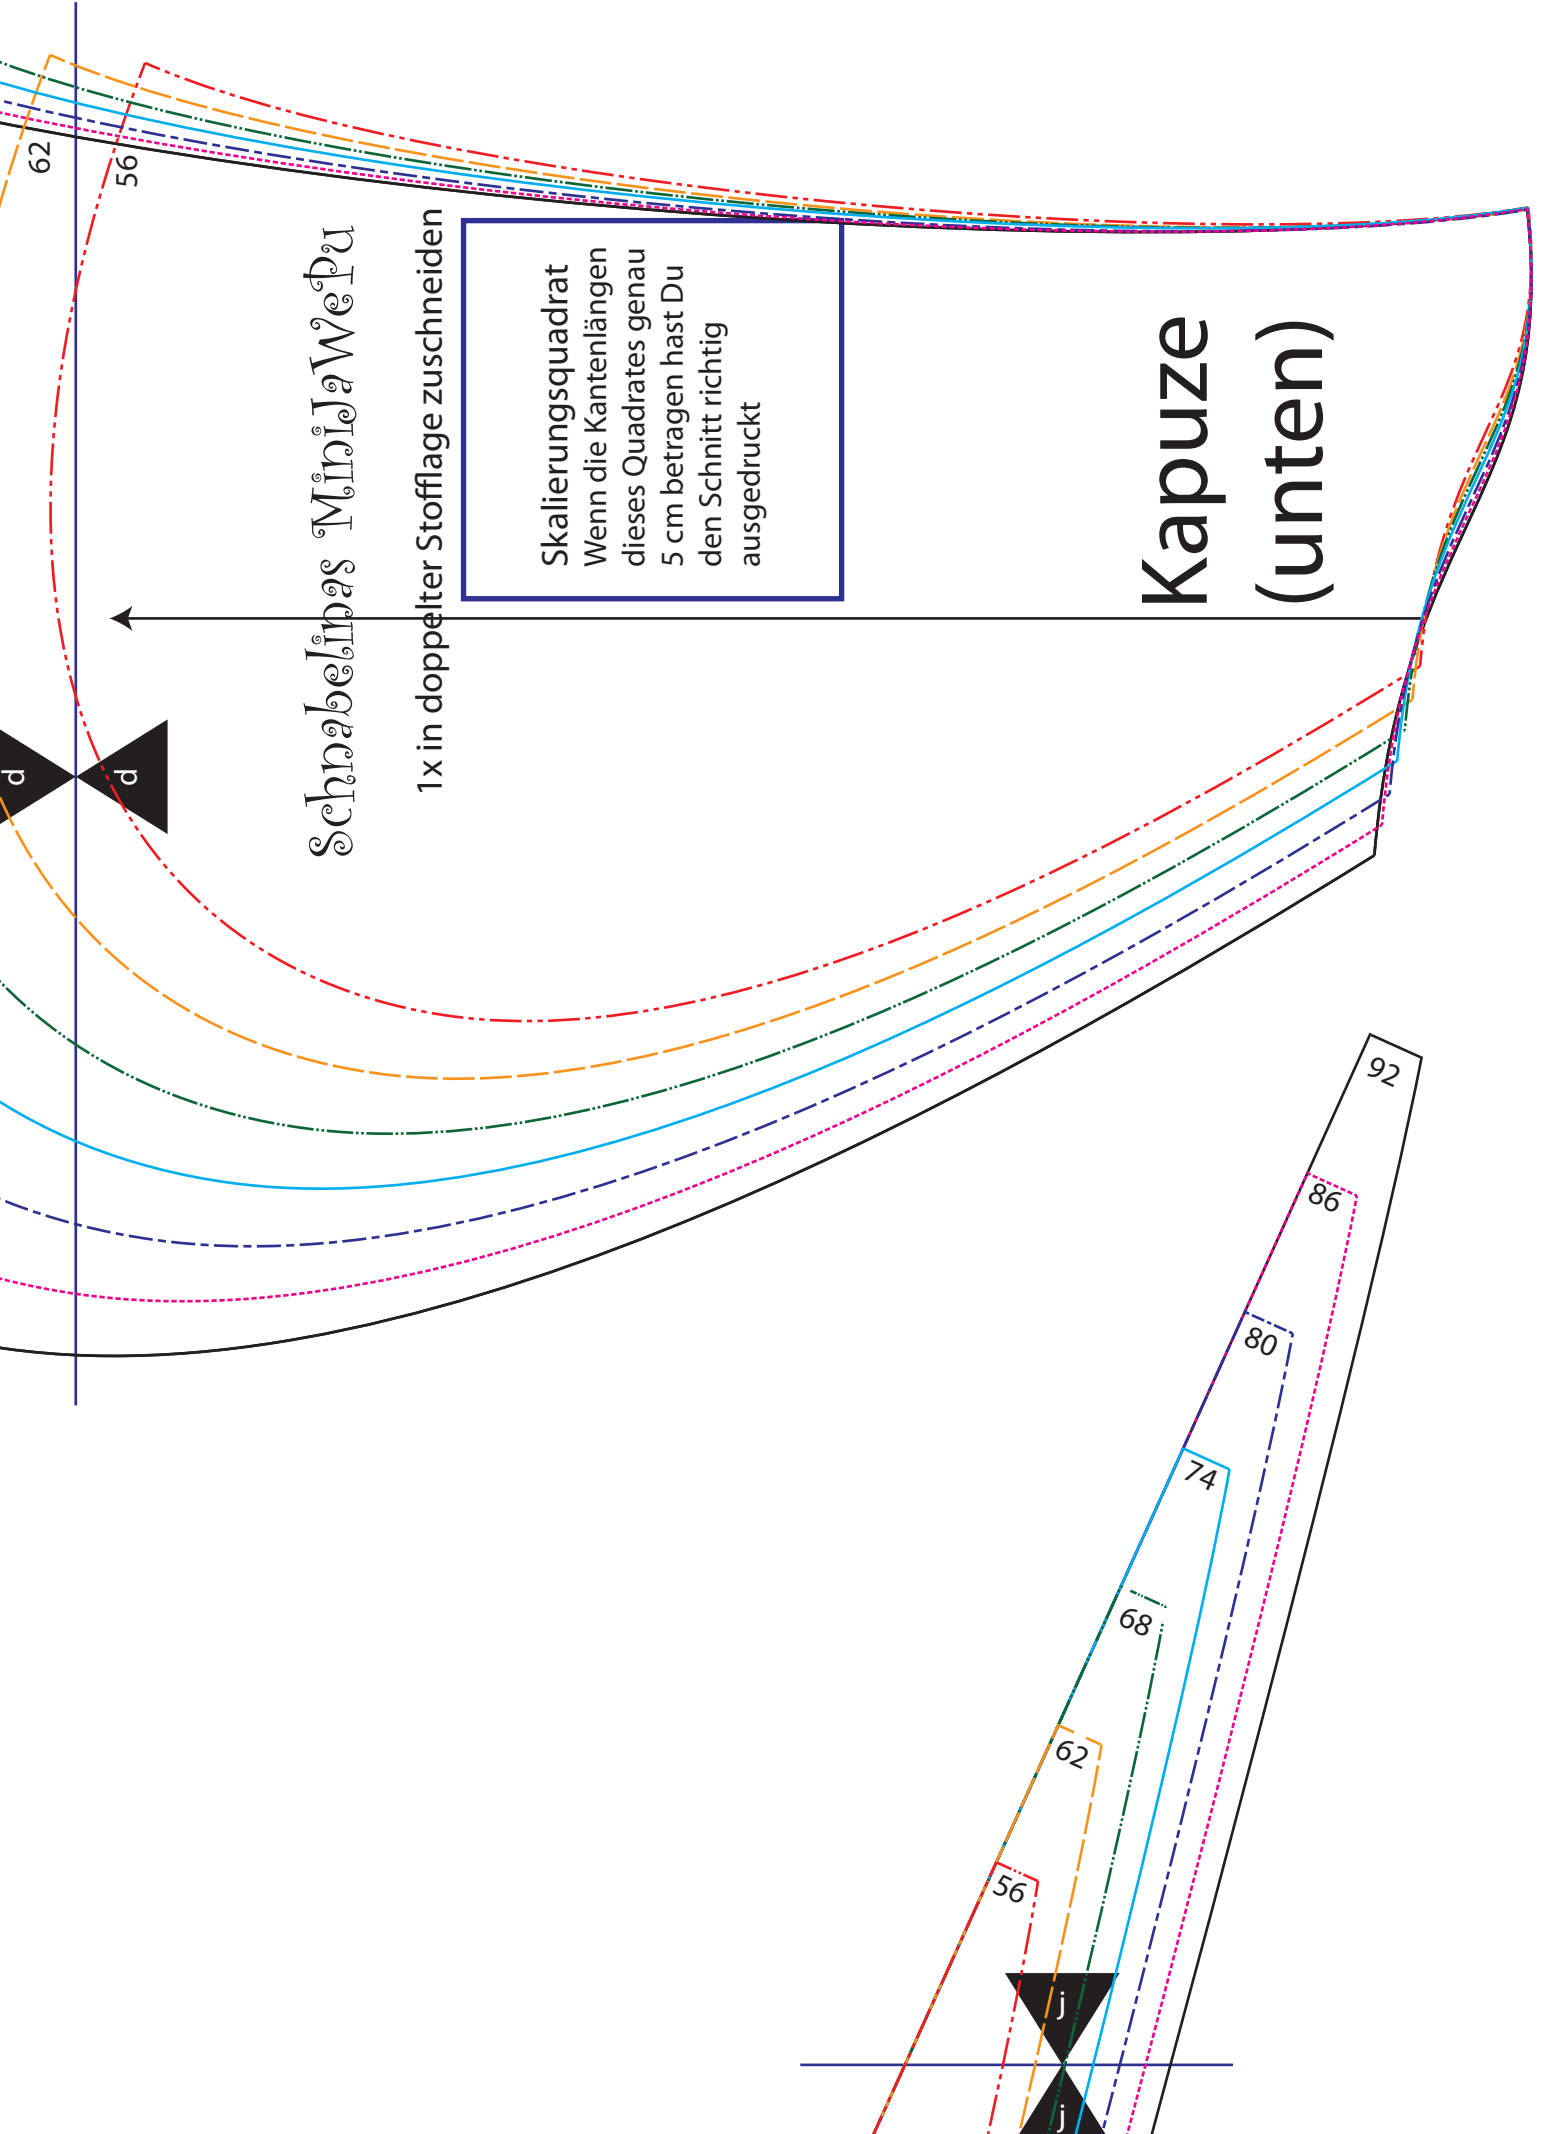 62
56
Schnabelinas MiniJaWePu
1x in doppelter Stofflage zuschneiden
Skalierungsquadrat
Wenn die Kantenlängen
dieses Quadrates genau
5 cm betragen hast Du
den Schnitt richtig
ausgedruckt
Kapuze
(unten)
d
d
92
86
80
74
68
62
56
j
j